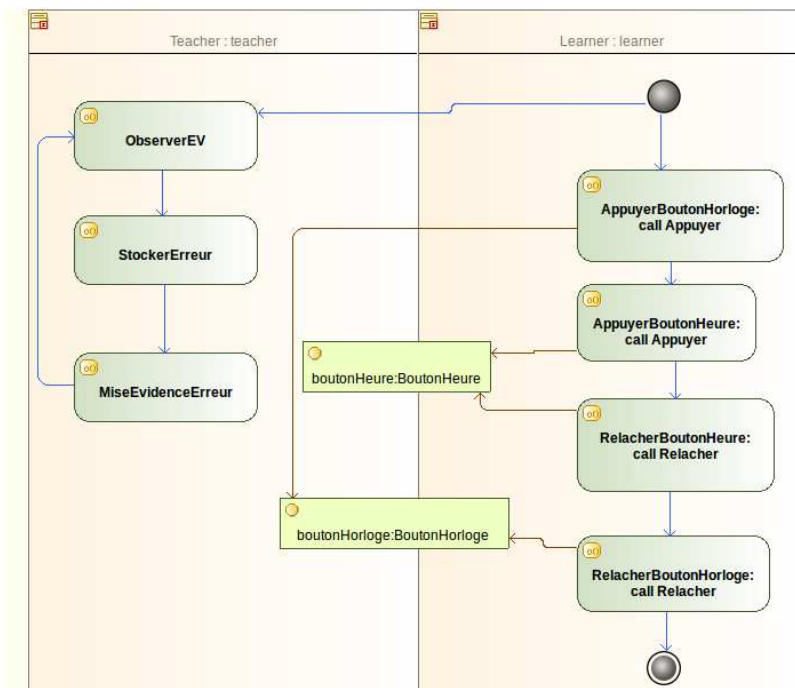 Teacher : teacher
Learner : learner
ObserverEV
StockerErreur
MiseEvidenceErreur
AppuyerBoutonHorloge:
call Appuyer
AppuyerBoutonHeure:
call Appuyer
boutonHeure:BoutonHeure
RelacherBoutonHeure:
call Relacher
boutonHorloge:BoutonHorloge
RelacherBoutonHorloge:
call Relacher